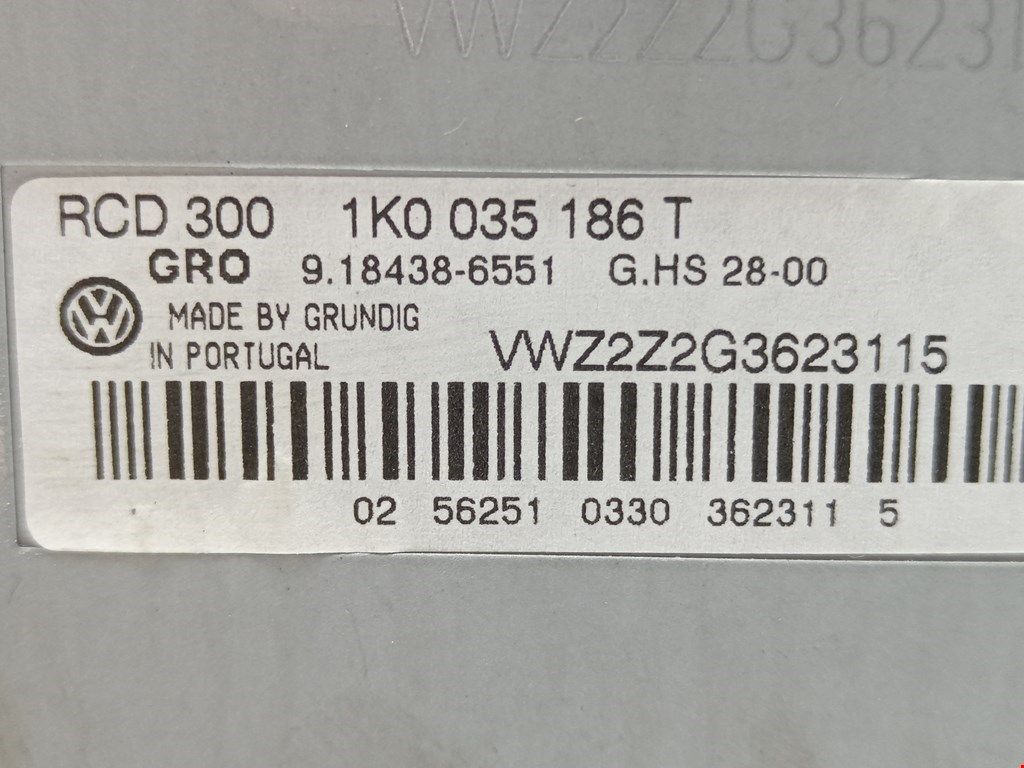 VWZ2Z2G36231
RCD 300 1K0 035 186 T
GRO 9.18438-6551 G.HS 28-00
MADE BY GRUNDIG
IN PORTUGAL VWZ2Z2G3623115
02 56251 0330 362311 5